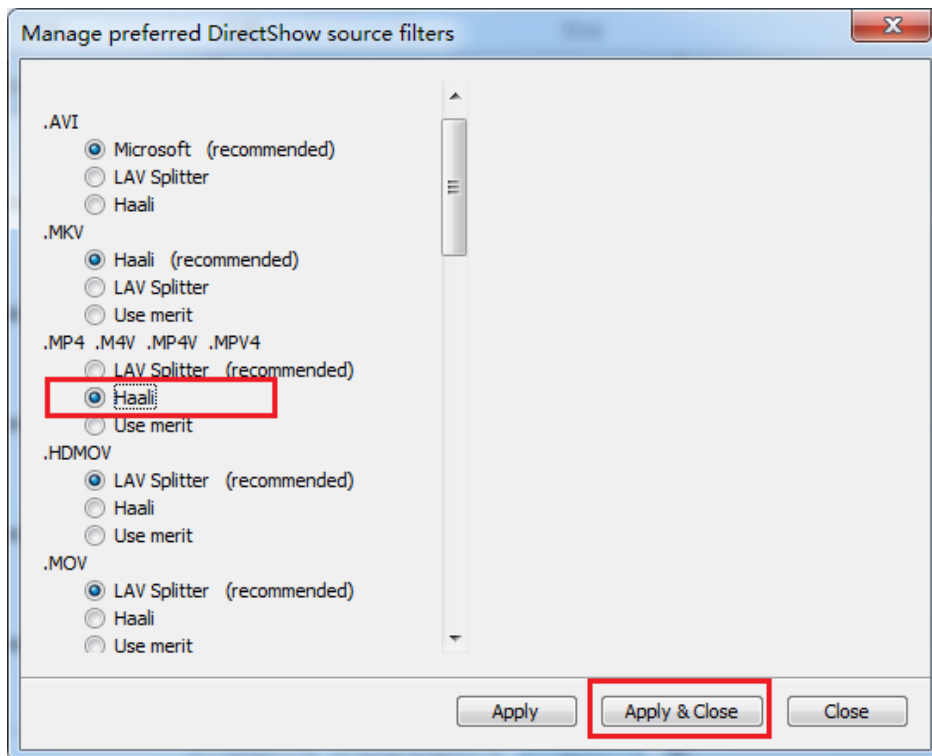 Manage preferred DirectShow source filters
.AVI
Microsoft (recommended)
LAV Splitter
Haali
.MKV
Haali (recommended)
LAV Splitter
Use merit
.MP4 .M4V .MP4V .MPV4
LAV Splitter (recommended)
Haali
Use merit
.HDMOV
LAV Splitter (recommended)
Haali
Use merit
.MOV
LAV Splitter (recommended)
Haali
Use merit
Apply Apply & Close Close